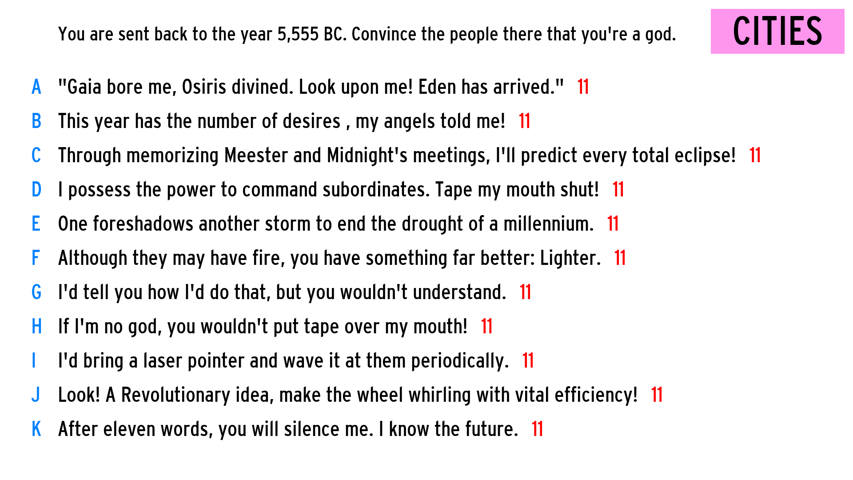 You are sent back to the year 5,555 BC. Convince the people there that you're a god. CITIES
A "Gaia bore me, Osiris divined. Look upon me! Eden has arrived." 11
B This year has the number of desires , my angels told me! 11
C Through memorizing Meester and Midnight's meetings, I'll predict every total eclipse! 11
D I possess the power to command subordinates. Tape my mouth shut! 11
E One foreshadows another storm to end the drought of a millennium. 11
F Although they may have fire, you have something far better: Lighter. 11
G I'd tell you how I'd do that, but you wouldn't understand. 11
H If I'm no god, you wouldn't put tape over my mouth! 11
I I'd bring a laser pointer and wave it at them periodically. 11
J Look! A Revolutionary idea, make the wheel whirling with vital efficiency! 11
K After eleven words, you will silence me. I know the future. 11